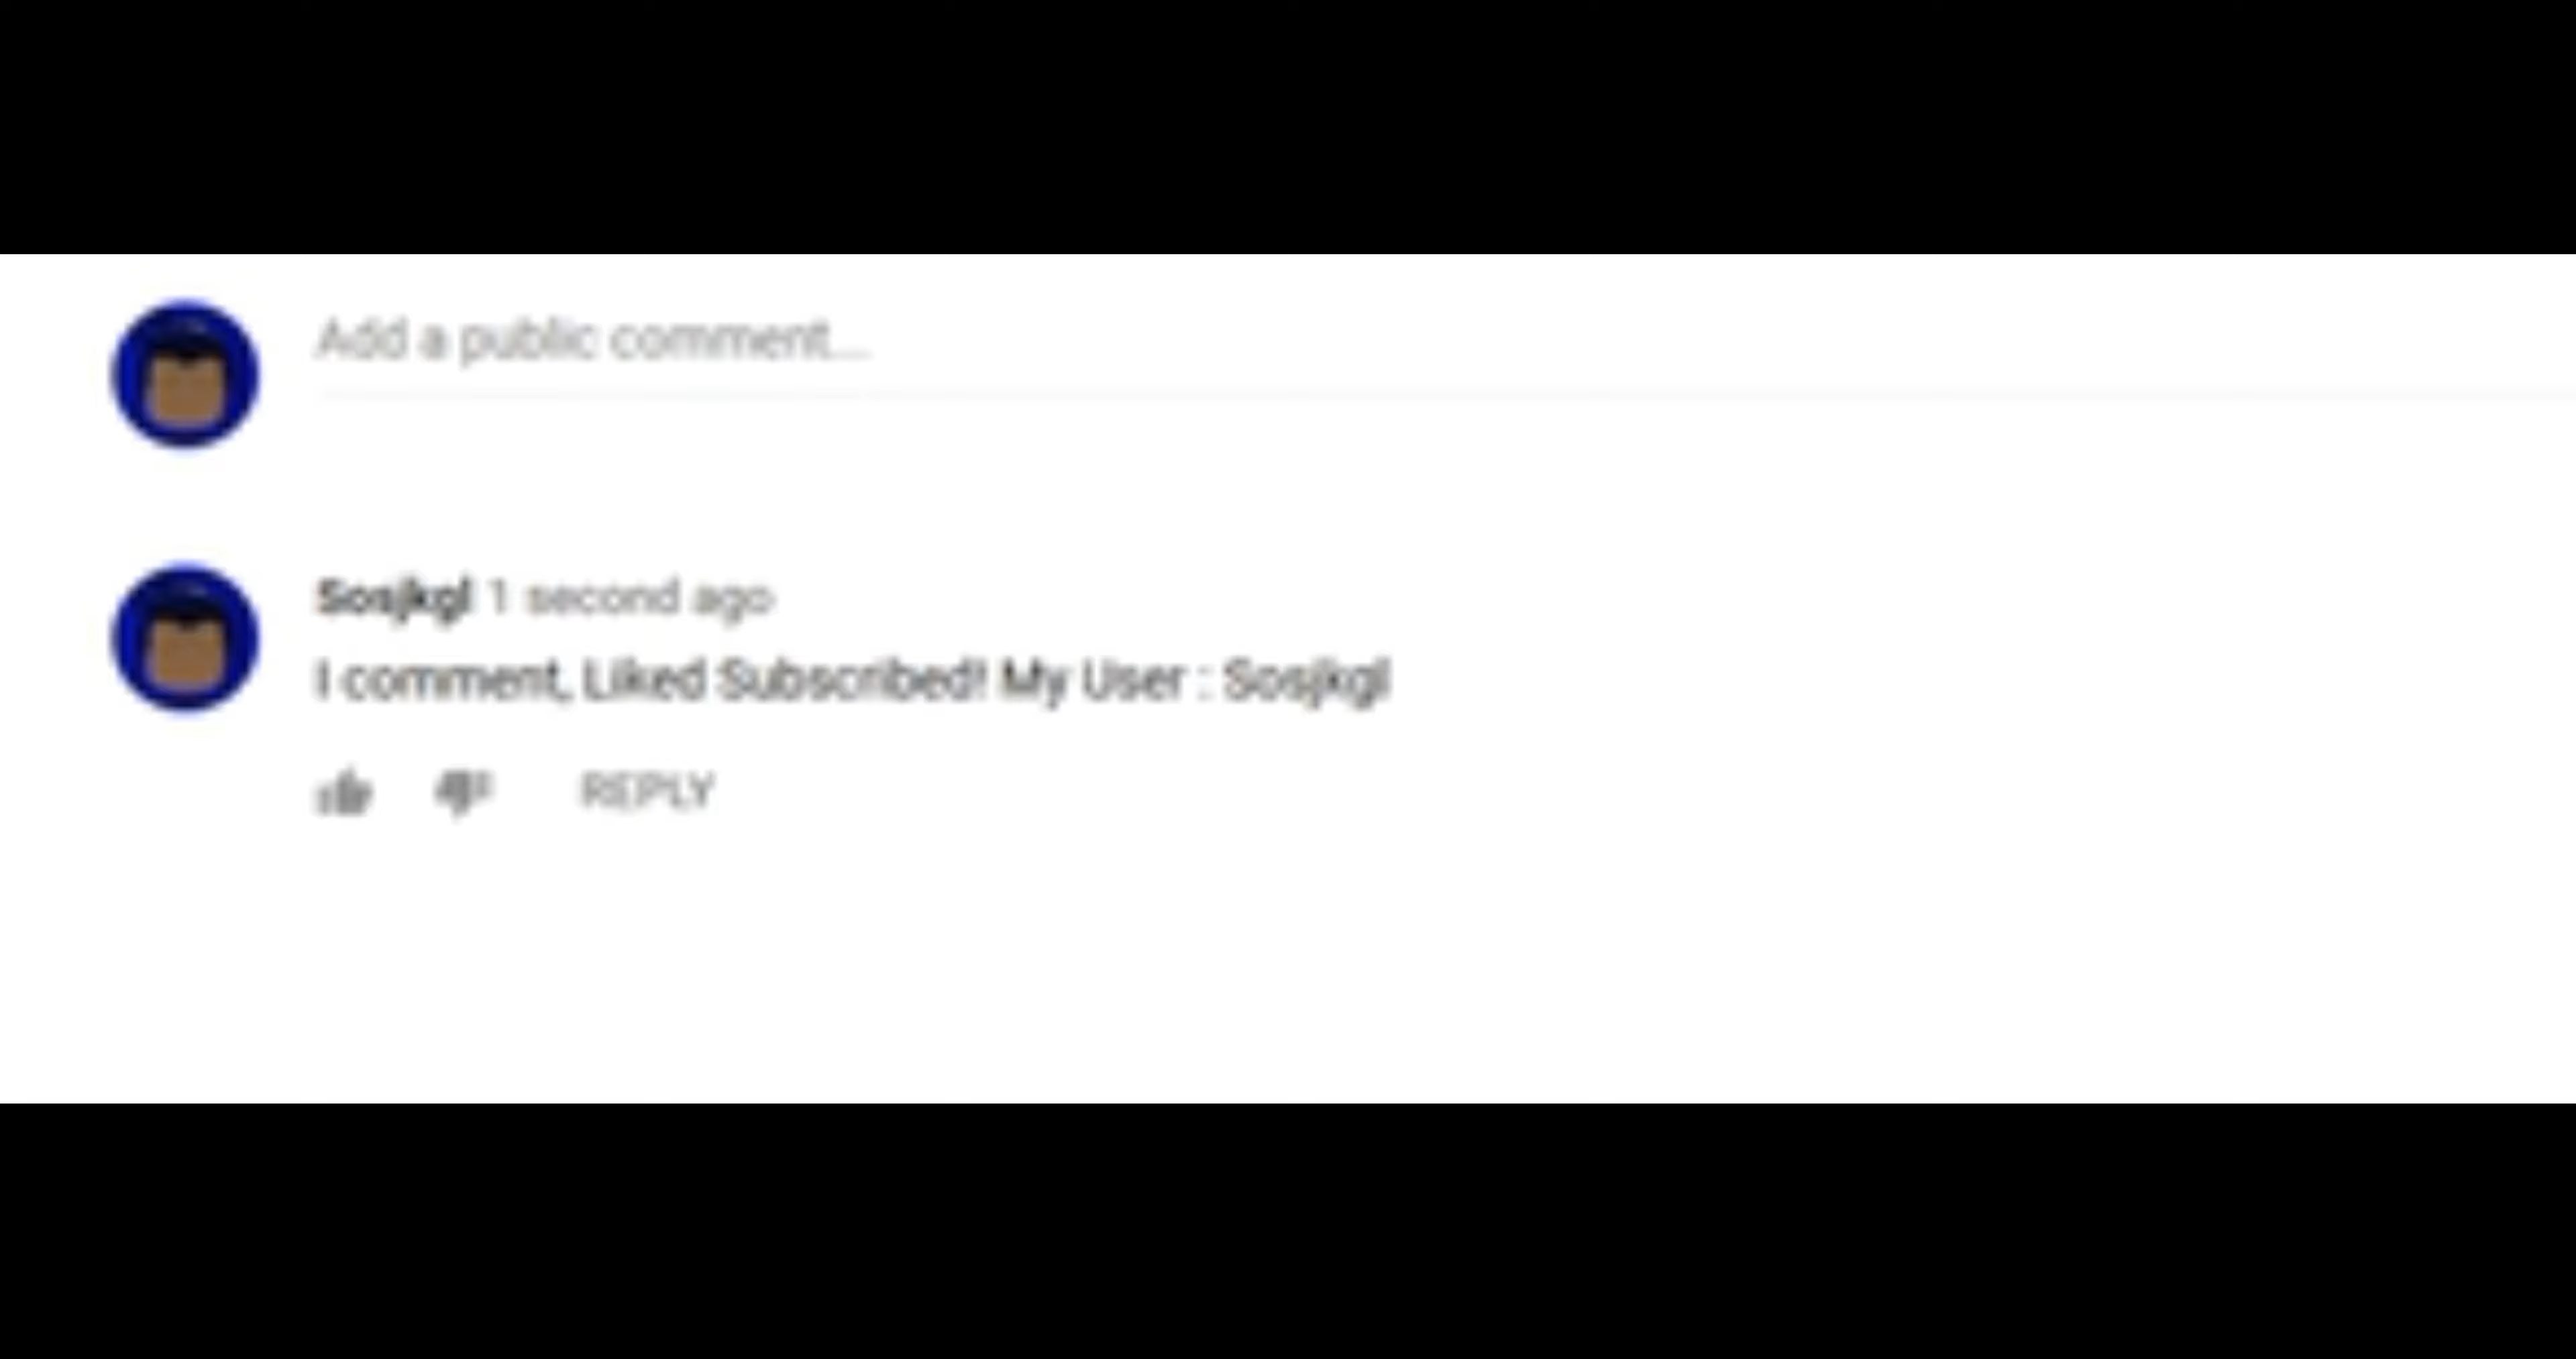 Add a public comment...
Sosjkgl 1 second ago
I comment, Liked Subscribed! My User : Sosjkgl
REPLY